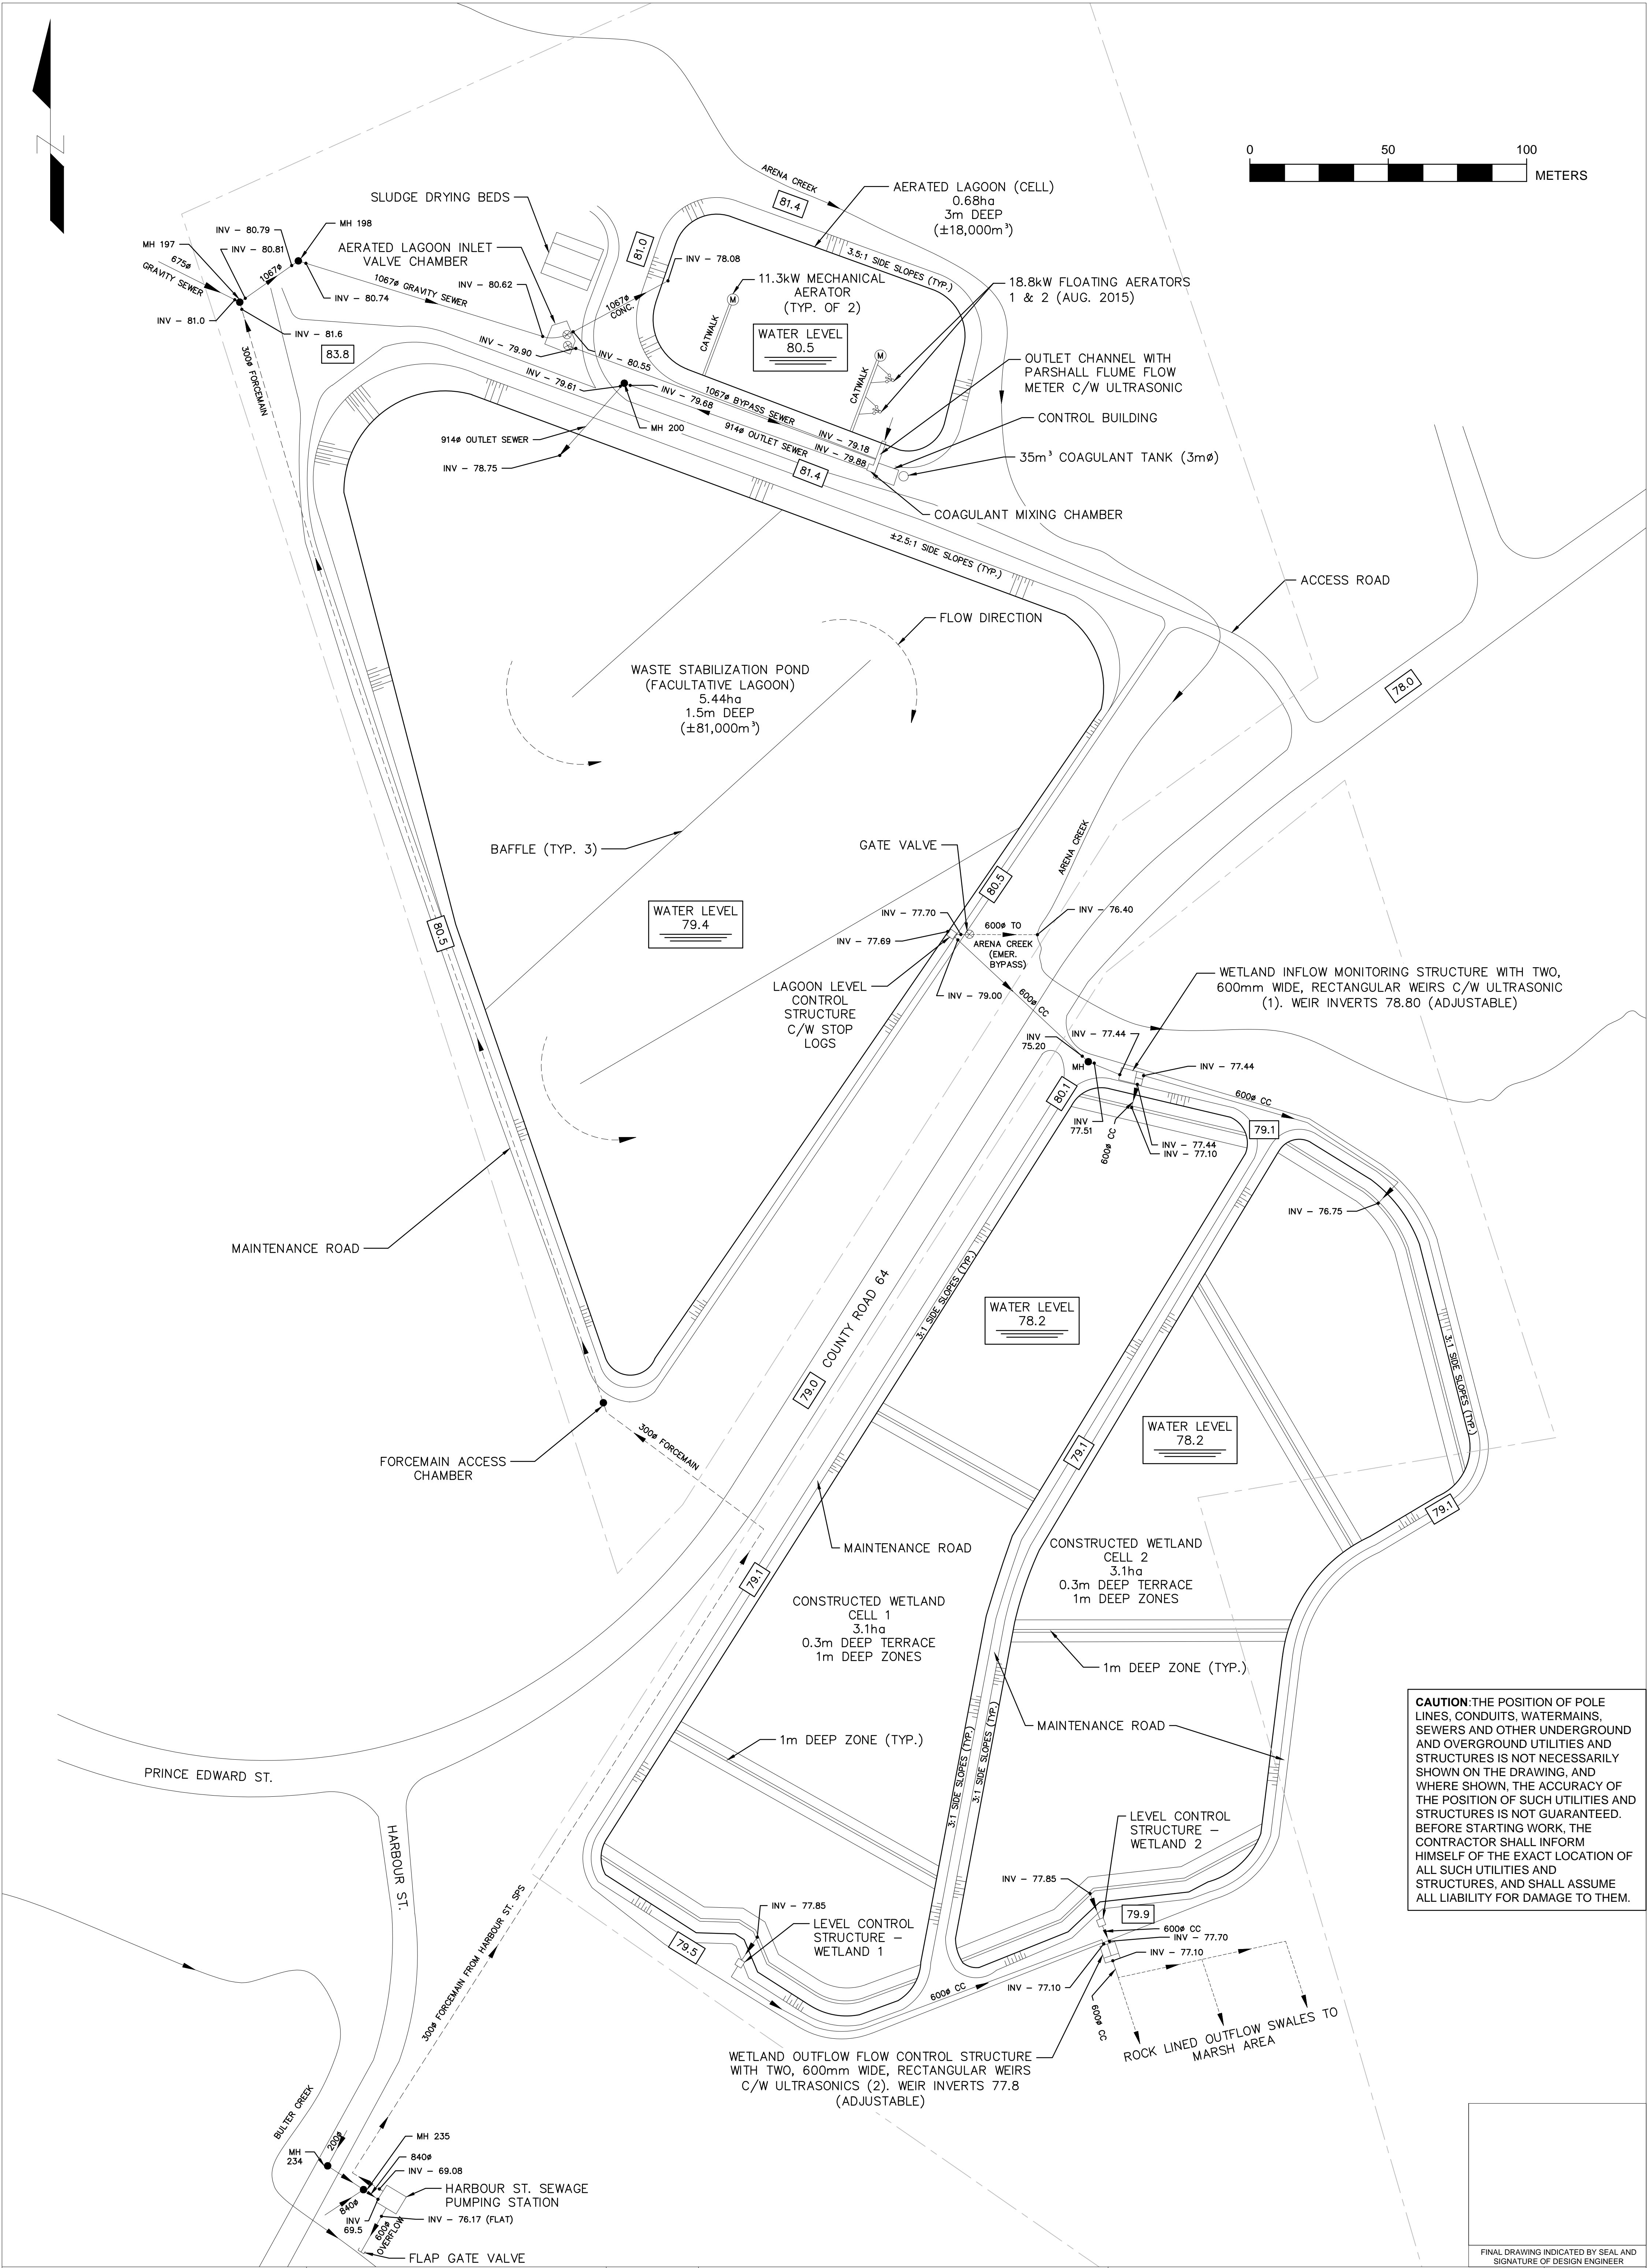 N
0
50
100
METERS
ARENA CREEK
81.4
AERATED LAGOON (CELL)
0.68ha
3m DEEP
(±18,000m³)
SLUDGE DRYING BEDS
INV - 80.79
MH 198
INV - 80.81
MH 197
675ø
GRAVITY SEWER
1067ø
AERATED LAGOON INLET
VALVE CHAMBER
81.0
3.5:1 SIDE SLOPES (TYP.)
INV - 78.08
1067ø GRAVITY SEWER
INV - 80.62
INV - 80.74
INV - 81.0
INV - 81.6
83.8
1067ø
CONC.
11.3kW MECHANICAL
AERATOR
(TYP. OF 2)
M
18.8kW FLOATING AERATORS
1 & 2 (AUG. 2015)
CATWALK
WATER LEVEL
80.5
M
CATWALK
INV - 79.90
INV - 80.55
INV - 79.61
INV - 79.68
1067ø BYPASS SEWER
OUTLET CHANNEL WITH
PARSHALL FLUME FLOW
METER C/W ULTRASONIC
CONTROL BUILDING
300ø FORCEMAIN
MH 200
914ø OUTLET SEWER
914ø OUTLET SEWER
INV - 79.18
INV - 79.88
35m³ COAGULANT TANK (3mø)
INV - 78.75
81.4
COAGULANT MIXING CHAMBER
±2.5:1 SIDE SLOPES (TYP.)
ACCESS ROAD
FLOW DIRECTION
WASTE STABILIZATION POND
(FACULTATIVE LAGOON)
5.44ha
1.5m DEEP
(±81,000m³)
78.0
BAFFLE (TYP. 3)
GATE VALVE
ARENA CREEK
80.5
80.5
WATER LEVEL
79.4
INV - 77.70
INV - 77.69
600ø TO
ARENA CREEK
(EMER.
BYPASS)
INV - 76.40
LAGOON LEVEL
CONTROL
STRUCTURE
C/W STOP
LOGS
INV - 79.00
600ø CC
WETLAND INFLOW MONITORING STRUCTURE WITH TWO,
600mm WIDE, RECTANGULAR WEIRS C/W ULTRASONIC
(1). WEIR INVERTS 78.80 (ADJUSTABLE)
INV
75.20
INV - 77.44
MH
INV - 77.44
600ø CC
80.1
INV
77.51
600ø CC
INV - 77.44
INV - 77.10
79.1
INV - 76.75
MAINTENANCE ROAD
COUNTY ROAD 64
79.0
3:1 SIDE SLOPES (TYP.)
WATER LEVEL
78.2
3:1 SIDE SLOPES (TYP.)
WATER LEVEL
78.2
79.1
300ø FORCEMAIN
FORCEMAIN ACCESS
CHAMBER
79.1
MAINTENANCE ROAD
79.1
CONSTRUCTED WETLAND
CELL 2
3.1ha
0.3m DEEP TERRACE
1m DEEP ZONES
CONSTRUCTED WETLAND
CELL 1
3.1ha
0.3m DEEP TERRACE
1m DEEP ZONES
1m DEEP ZONE (TYP.)
MAINTENANCE ROAD
1m DEEP ZONE (TYP.)
3:1 SIDE SLOPES (TYP.)
3:1 SIDE SLOPES (TYP.)
PRINCE EDWARD ST.
HARBOUR ST.
CAUTION:THE POSITION OF POLE
LINES, CONDUITS, WATERMAINS,
SEWERS AND OTHER UNDERGROUND
AND OVERGROUND UTILITIES AND
STRUCTURES IS NOT NECESSARILY
SHOWN ON THE DRAWING, AND
WHERE SHOWN, THE ACCURACY OF
THE POSITION OF SUCH UTILITIES AND
STRUCTURES IS NOT GUARANTEED.
BEFORE STARTING WORK, THE
CONTRACTOR SHALL INFORM
HIMSELF OF THE EXACT LOCATION OF
ALL SUCH UTILITIES AND
STRUCTURES, AND SHALL ASSUME
ALL LIABILITY FOR DAMAGE TO THEM.
LEVEL CONTROL
STRUCTURE -
WETLAND 2
INV - 77.85
79.9
600ø CC
INV - 77.70
INV - 77.10
INV - 77.85
LEVEL CONTROL
STRUCTURE -
WETLAND 1
79.5
600ø CC
INV - 77.10
600ø CC
ROCK LINED OUTFLOW SWALES TO
MARSH AREA
300ø FORCEMAIN FROM HARBOUR ST. SPS
WETLAND OUTFLOW FLOW CONTROL STRUCTURE
WITH TWO, 600mm WIDE, RECTANGULAR WEIRS
C/W ULTRASONICS (2). WEIR INVERTS 77.8
(ADJUSTABLE)
BULTER CREEK
200ø
MH
234
MH 235
840ø
INV - 69.08
HARBOUR ST. SEWAGE
PUMPING STATION
840ø
INV
69.5
INV - 76.17 (FLAT)
600ø
OVERFLOW
FLAP GATE VALVE
FINAL DRAWING INDICATED BY SEAL AND
SIGNATURE OF DESIGN ENGINEER